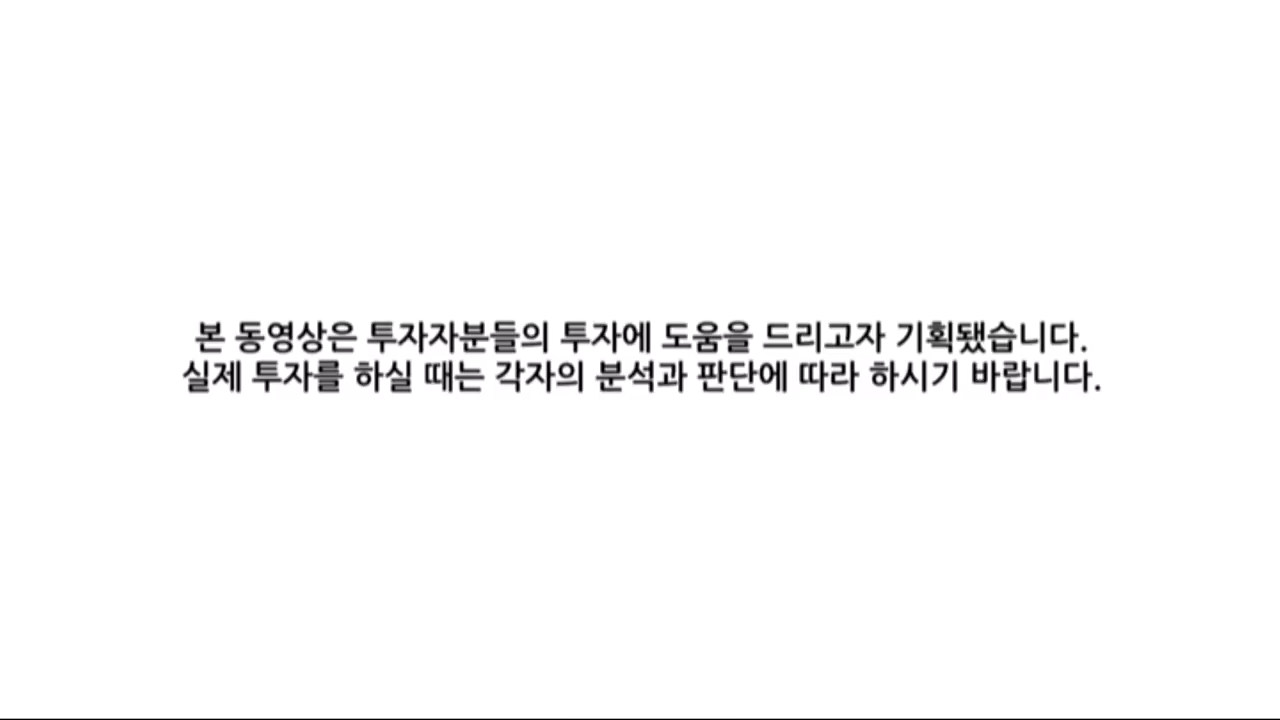 본 동영상은 투자자분들의 투자에 도움을 드리고자 기획됐습니다.
실제 투자를 하실 때는 각자의 분석과 판단에 따라 하시기 바랍니다.